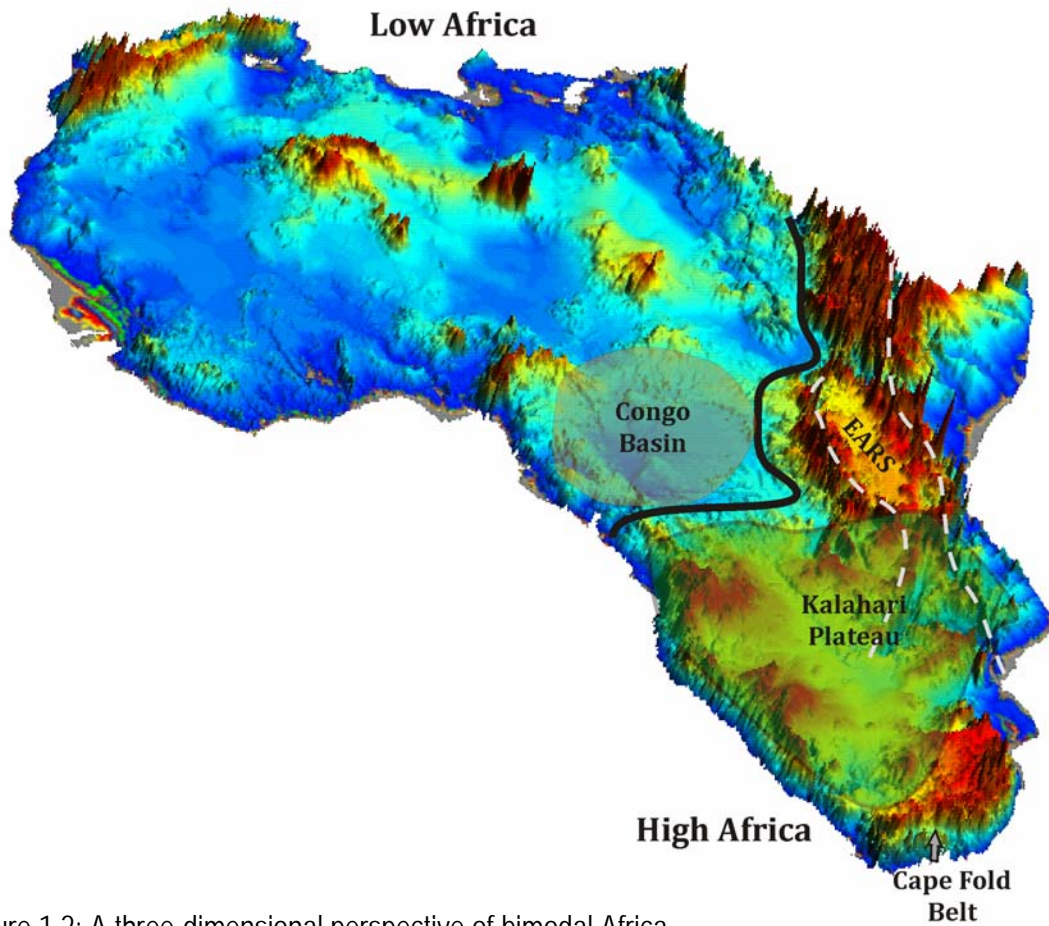 Low Africa
Congo
Basin
EARS
Kalahari
Plateau
High Africa
Cape Fold
Belt
1.2: A three dimensional perspective of bimodal Africa